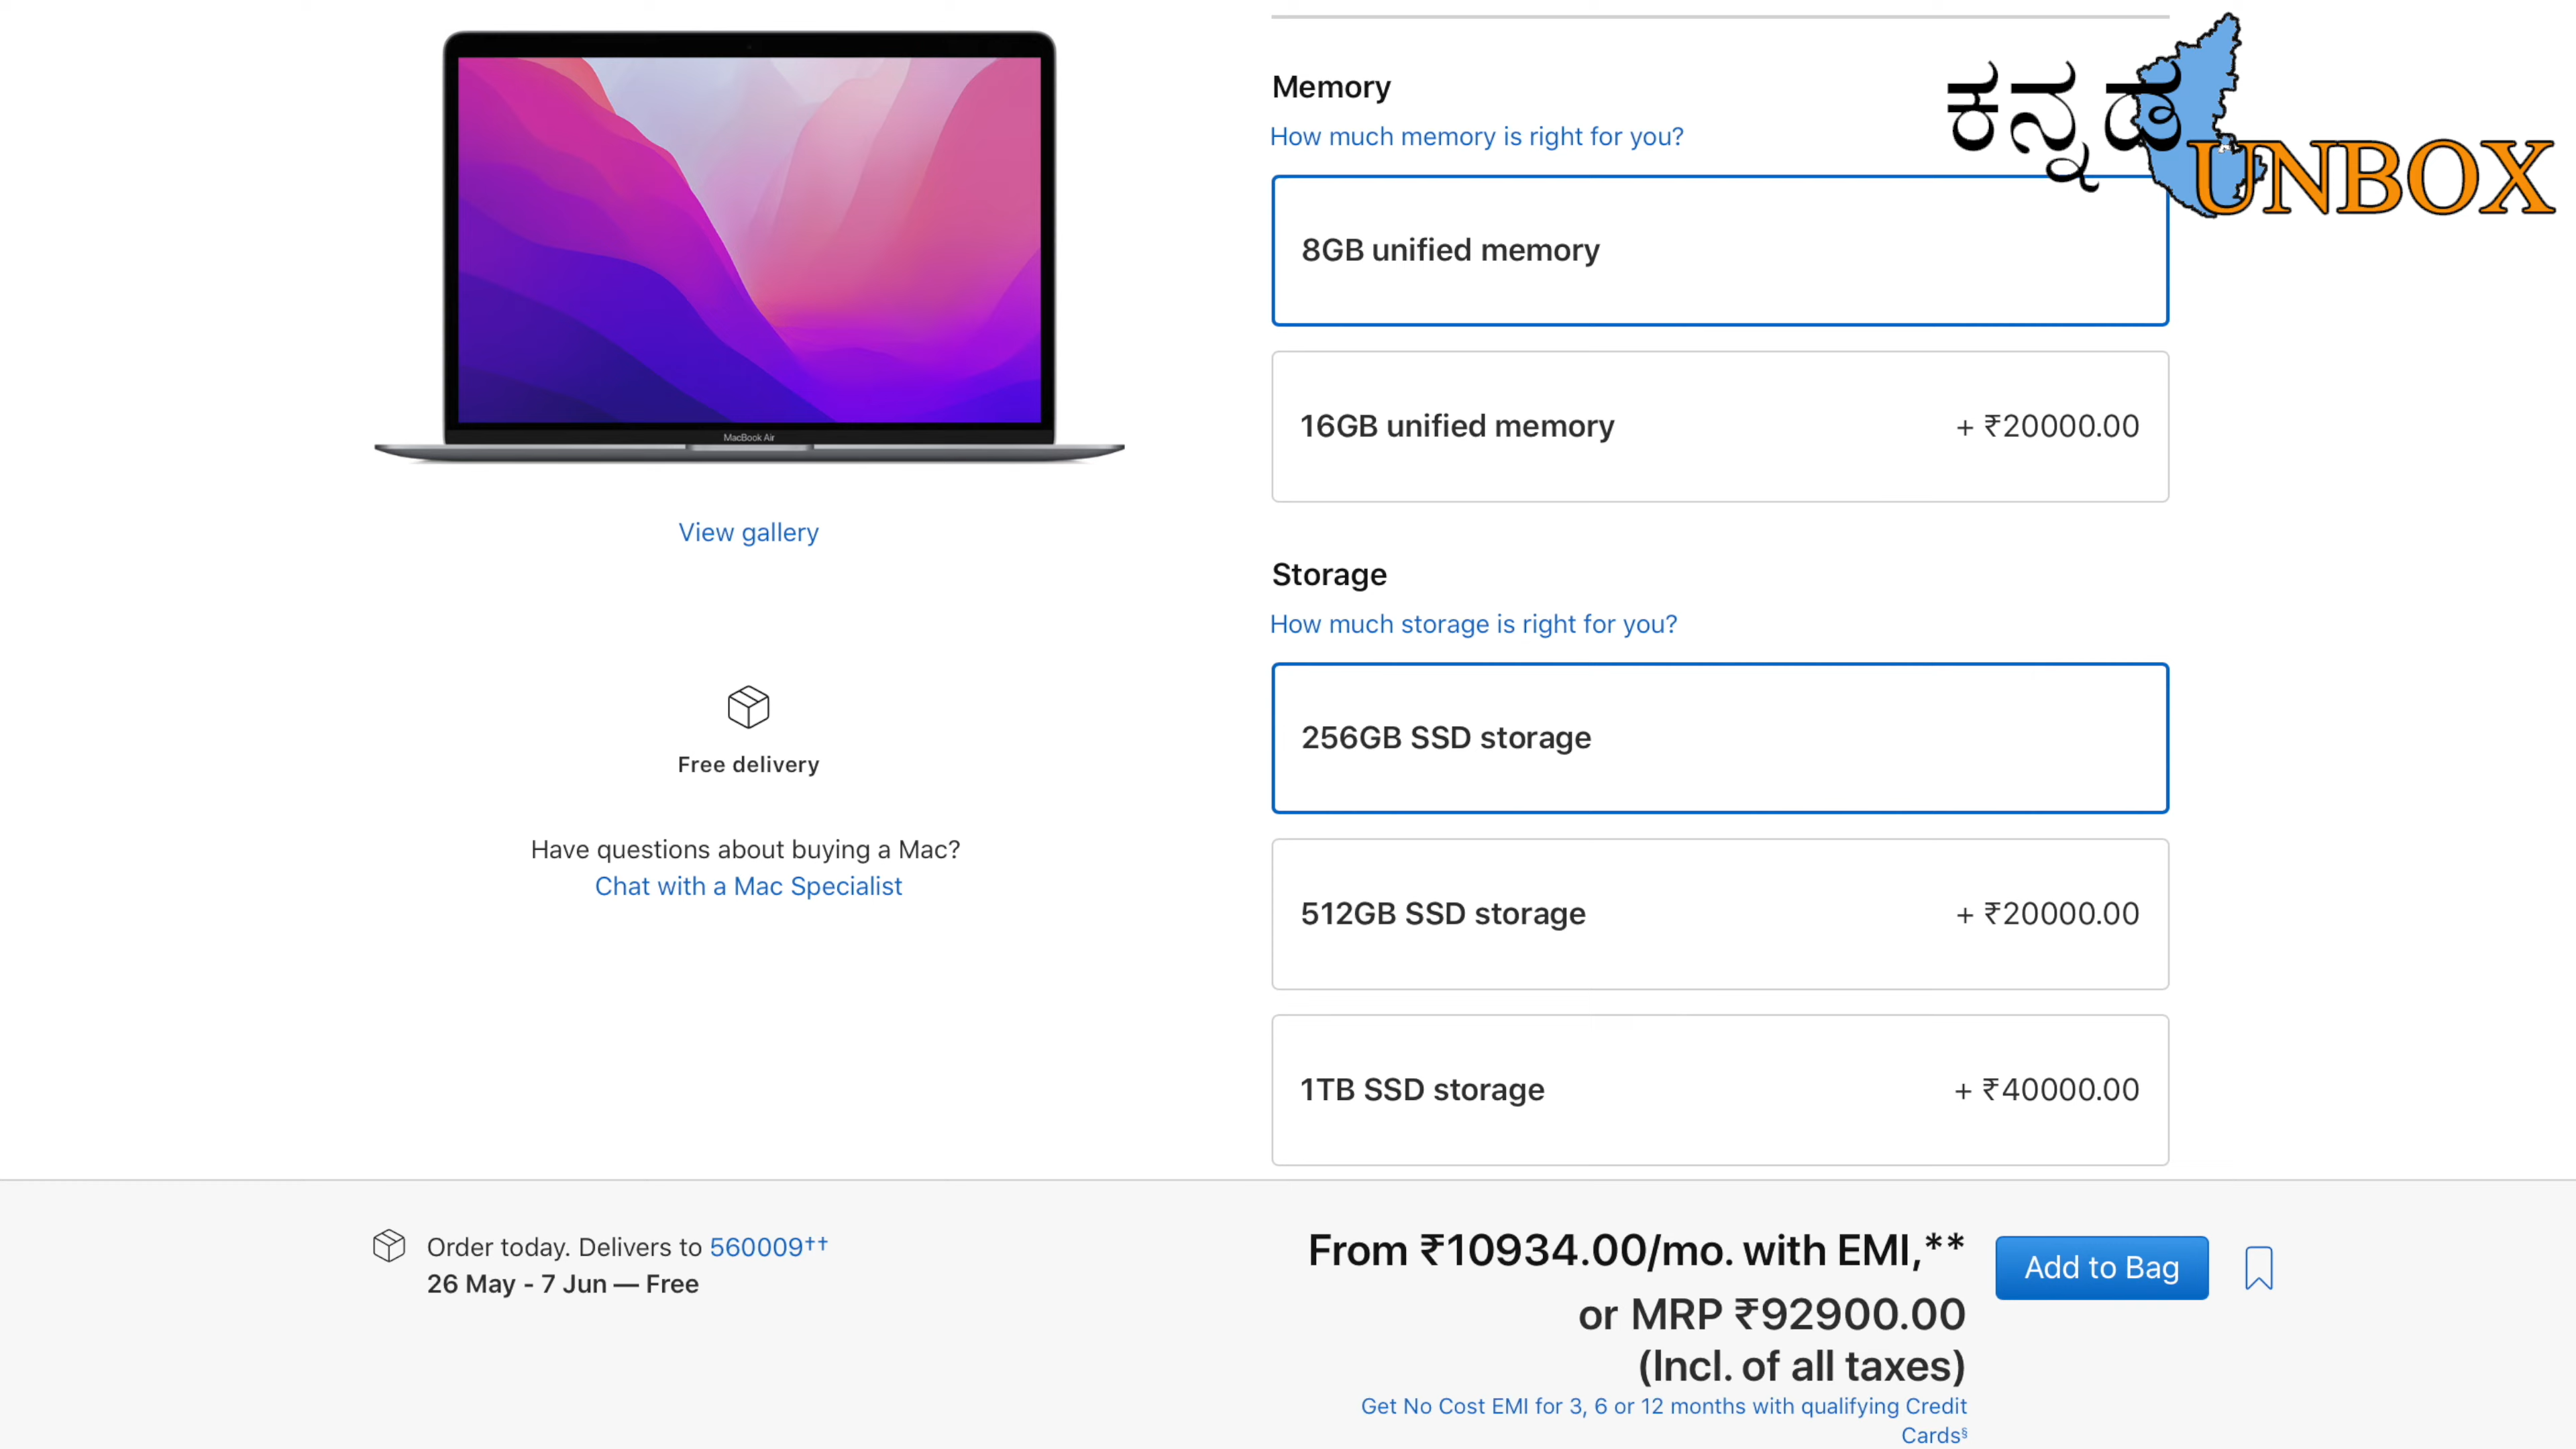 MacBook Air
View gallery
Free delivery
Have questions about buying a Mac?
Chat with a Mac Specialist
ಕನ್ನಡ
UNBOX
Memory
How much memory is right for you?
8GB unified memory
16GB unified memory + ₹20000.00
Storage
How much storage is right for you?
256GB SSD storage
512GB SSD storage + ₹20000.00
1TB SSD storage + ₹40000.00
Order today. Delivers to 560009††
26 May - 7 Jun — Free
From ₹10934.00/mo. with EMI,**
or MRP ₹92900.00
(Incl. of all taxes)
Get No Cost EMI for 3, 6 or 12 months with qualifying Credit
Cards§
Add to Bag